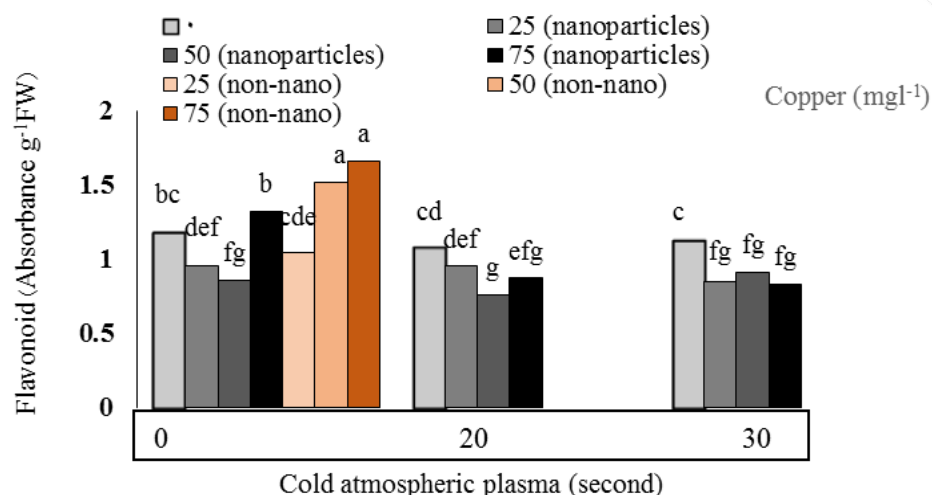 ·
25 (nanoparticles)
50 (nanoparticles)
75 (nanoparticles)
25 (non-nano)
50 (non-nano)
75 (non-nano)
Copper (mgl⁻¹)
Flavonoid (Absorbance g⁻¹FW)
2
1.5
1
0.5
0
bc
def
fg
b
cde
a
a
cd
def
g
efg
c
fg
fg
fg
0
20
30
Cold atmospheric plasma (second)